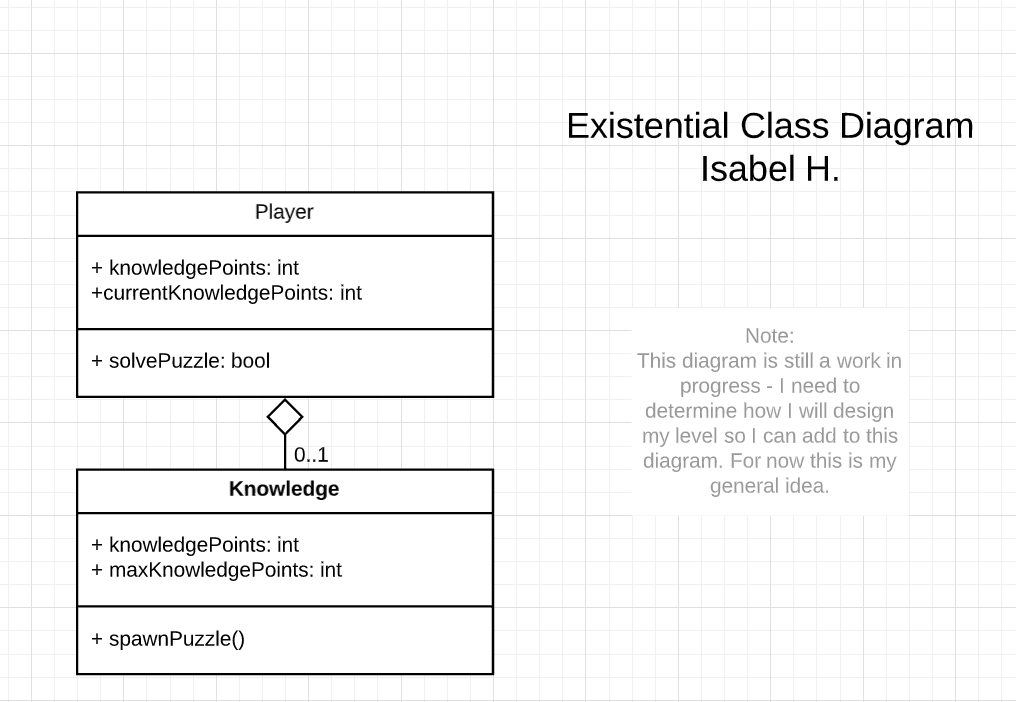 Existential Class Diagram
Isabel H.
Player
+ knowledgePoints: int
+currentKnowledgePoints: int
+ solvePuzzle: bool
0..1
Knowledge
+ knowledgePoints: int
+ maxKnowledgePoints: int
+ spawnPuzzle()
Note:
This diagram is still a work in
progress - I need to
determine how I will design
my level so I can add to this
diagram. For now this is my
general idea.